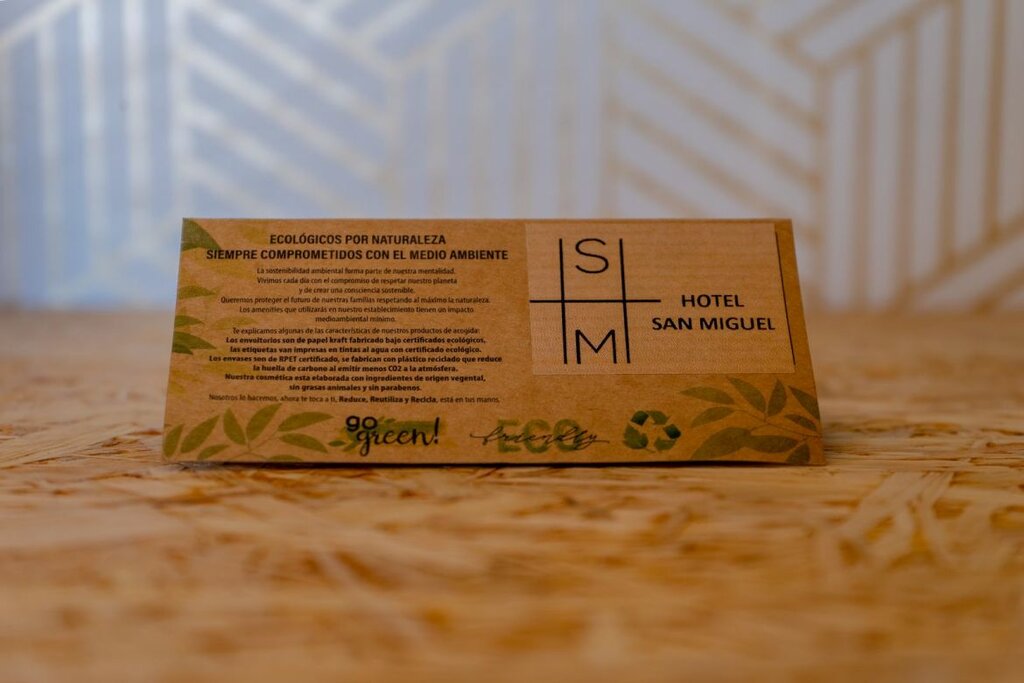 ECOLÓGICOS POR NATURALEZA
SIEMPRE COMPROMETIDOS CON EL MEDIO AMBIENTE
La sostenibilidad ambiental forma parte de nuestra mentalidad.
Vivimos cada día con el compromiso de respetar nuestro planeta
y de crear una consciencia sostenible.
Queremos proteger el futuro de nuestras familias respetando al máximo la naturaleza.
Los amenities que utilizarás en nuestro establecimiento tienen un impacto
medioambiental mínimo.
Te explicamos algunas de las características de nuestros productos de acogida:
Los envoltorios son de papel kraft fabricado bajo certificados ecológicos,
las etiquetas van impresas en tintas al agua con certificado ecológico.
Los envases son de RPET certificado, se fabrican con plástico reciclado que reduce
la huella de carbono al emitir menos CO2 a la atmósfera.
Nuestra cosmética esta elaborada con ingredientes de origen vegetal,
sin grasas animales y sin parabenos.
Nosotros lo hacemos, ahora te toca a ti, Reduce, Reutiliza y Recicla, está en tus manos.
go
green!
ECO
friendly
S
M
HOTEL
SAN MIGUEL